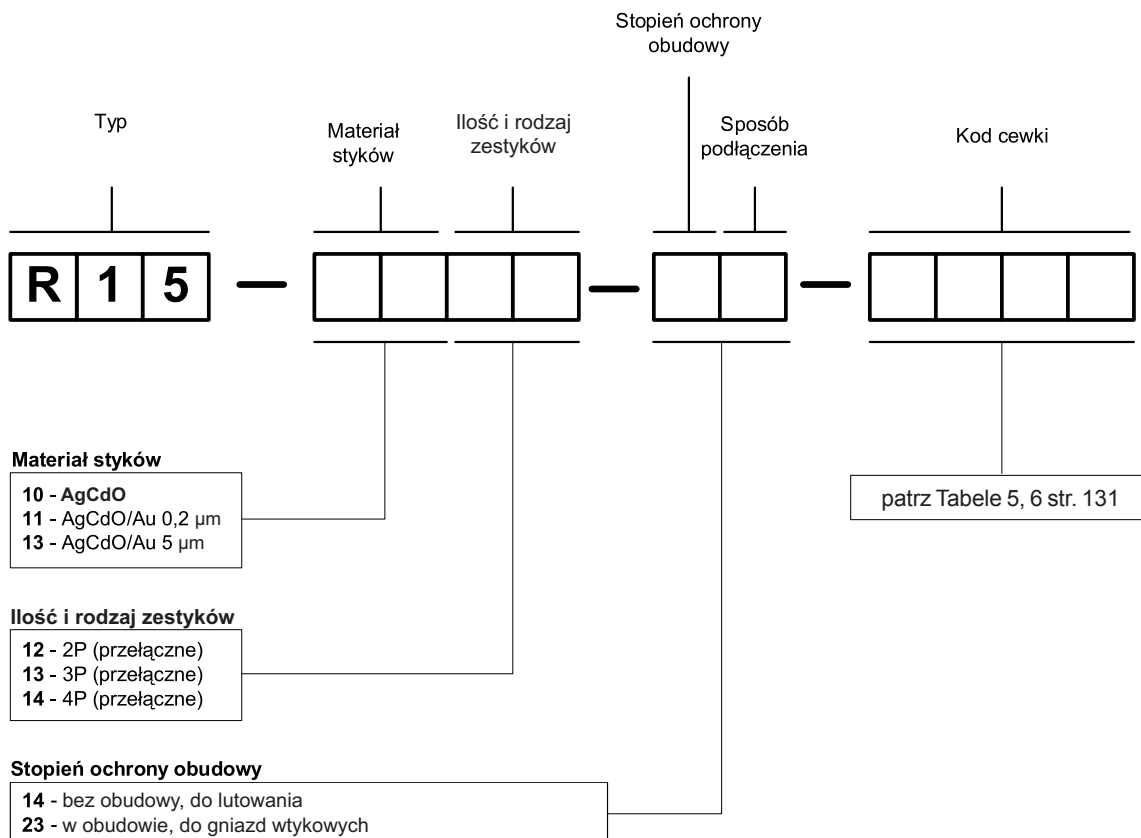 Stopień ochrony
obudowy
Typ
Materiał
styków
Ilość i rodzaj
zestyków
Sposób
podłączenia
Kod cewki
R 1 5 — — —
Materiał styków
10 - AgCdO
11 - AgCdO/Au 0,2 µm
13 - AgCdO/Au 5 µm
patrz Tabele 5, 6 str. 131
Ilość i rodzaj zestyków
12 - 2P (przełączne)
13 - 3P (przełączne)
14 - 4P (przełączne)
Stopień ochrony obudowy
14 - bez obudowy, do lutowania
23 - w obudowie, do gniazd wtykowych